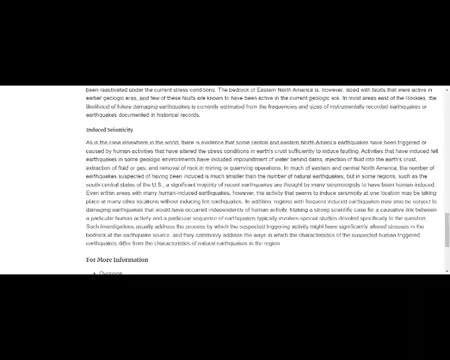 been reactivated under the current stress conditions. The bedrock of Eastern North America is, however, laced with faults that were active in
earlier geologic eras, and few of these faults are known to have been active in the current geologic era. In most areas east of the Rockies, the
likelihood of future damaging earthquakes is currently estimated from the frequencies and sizes of instrumentally recorded earthquakes or
earthquakes documented in historical records.
Induced Seismicity
As is the case elsewhere in the world, there is evidence that some central and eastern North America earthquakes have been triggered or
caused by human activities that have altered the stress conditions in earth's crust sufficiently to induce faulting. Activities that have induced felt
earthquakes in some geologic environments have included impoundment of water behind dams, injection of fluid into the earth's crust,
extraction of fluid or gas, and removal of rock in mining or quarrying operations. In much of eastern and central North America, the number of
earthquakes suspected of having been induced is much smaller than the number of natural earthquakes, but in some regions, such
as the south-central states of the U.S., a significant majority of recent earthquakes are thought by many seismologists to have been human-induced.
Even within areas with many human-induced earthquakes, however, the activity that seems to induce seismicity at one location may be taking
place at many other locations without inducing felt earthquakes. In addition, regions with frequent induced earthquakes may also be subject to
damaging earthquakes that would have occurred independently of human activity. Making a strong scientific case for a causative link between
a particular human activity and a particular sequence of earthquakes typically involves special studies devoted specifically to the question.
Such investigations usually address the process by which the suspected triggering activity might have significantly altered stresses in the
bedrock at the earthquake source, and they commonly address the ways in which the characteristics of the suspected human-triggered
earthquakes differ from the characteristics of natural earthquakes in the region.
For More Information